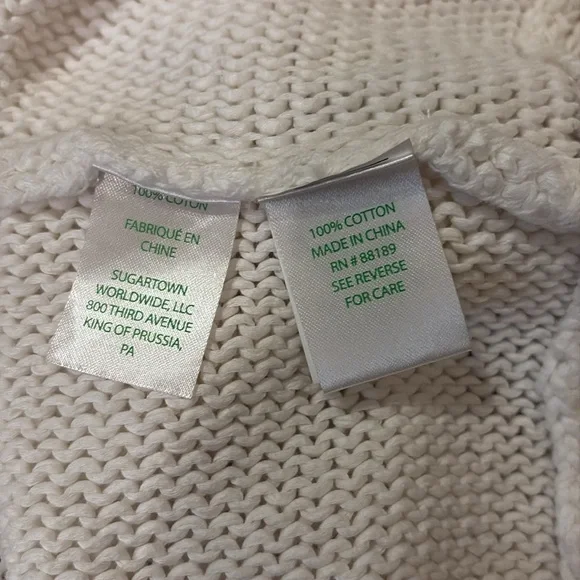 100% COTON
FABRIQUÉ EN
CHINE
SUGARTOWN
WORLDWIDE, LLC
800 THIRD AVENUE
KING OF PRUSSIA,
PA
100% COTTON
MADE IN CHINA
RN # 88189
SEE REVERSE
FOR CARE